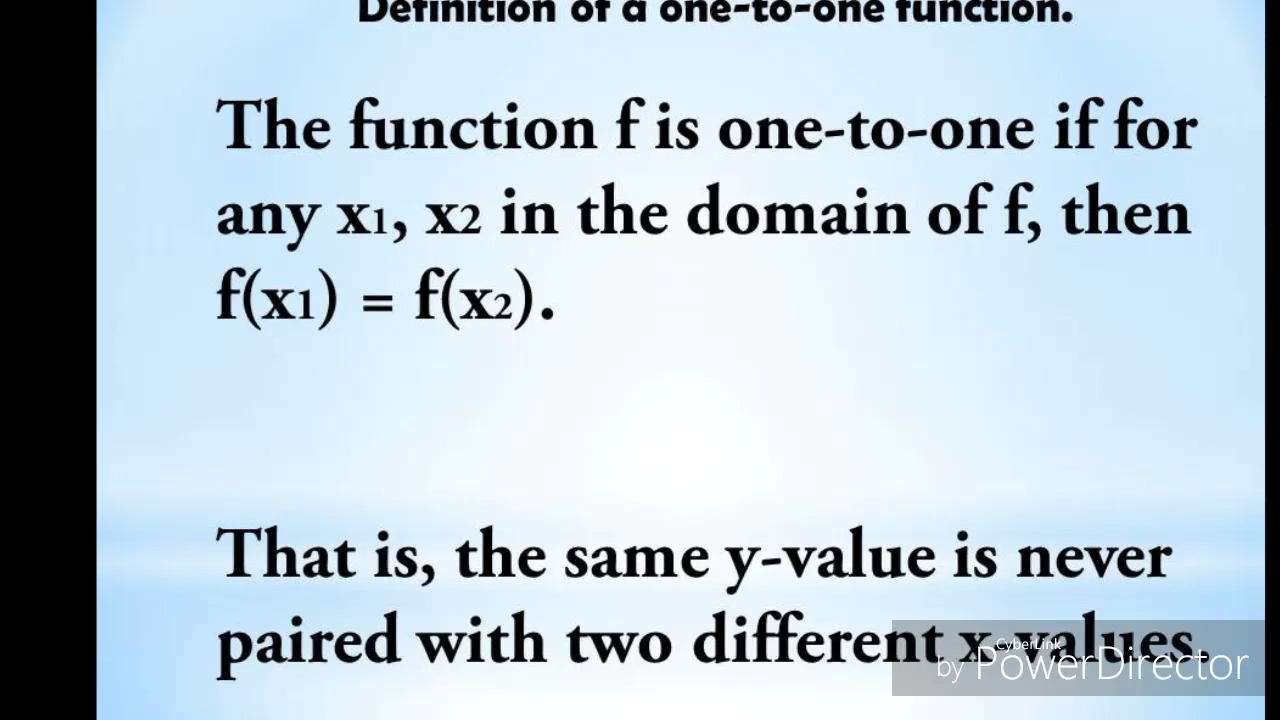 Definition of a one-to-one function.
The function f is one-to-one if for
any x1, x2 in the domain of f, then
f(x1) = f(x2).
That is, the same y-value is never
paired with two different x-values.
CyberLink
by PowerDirector